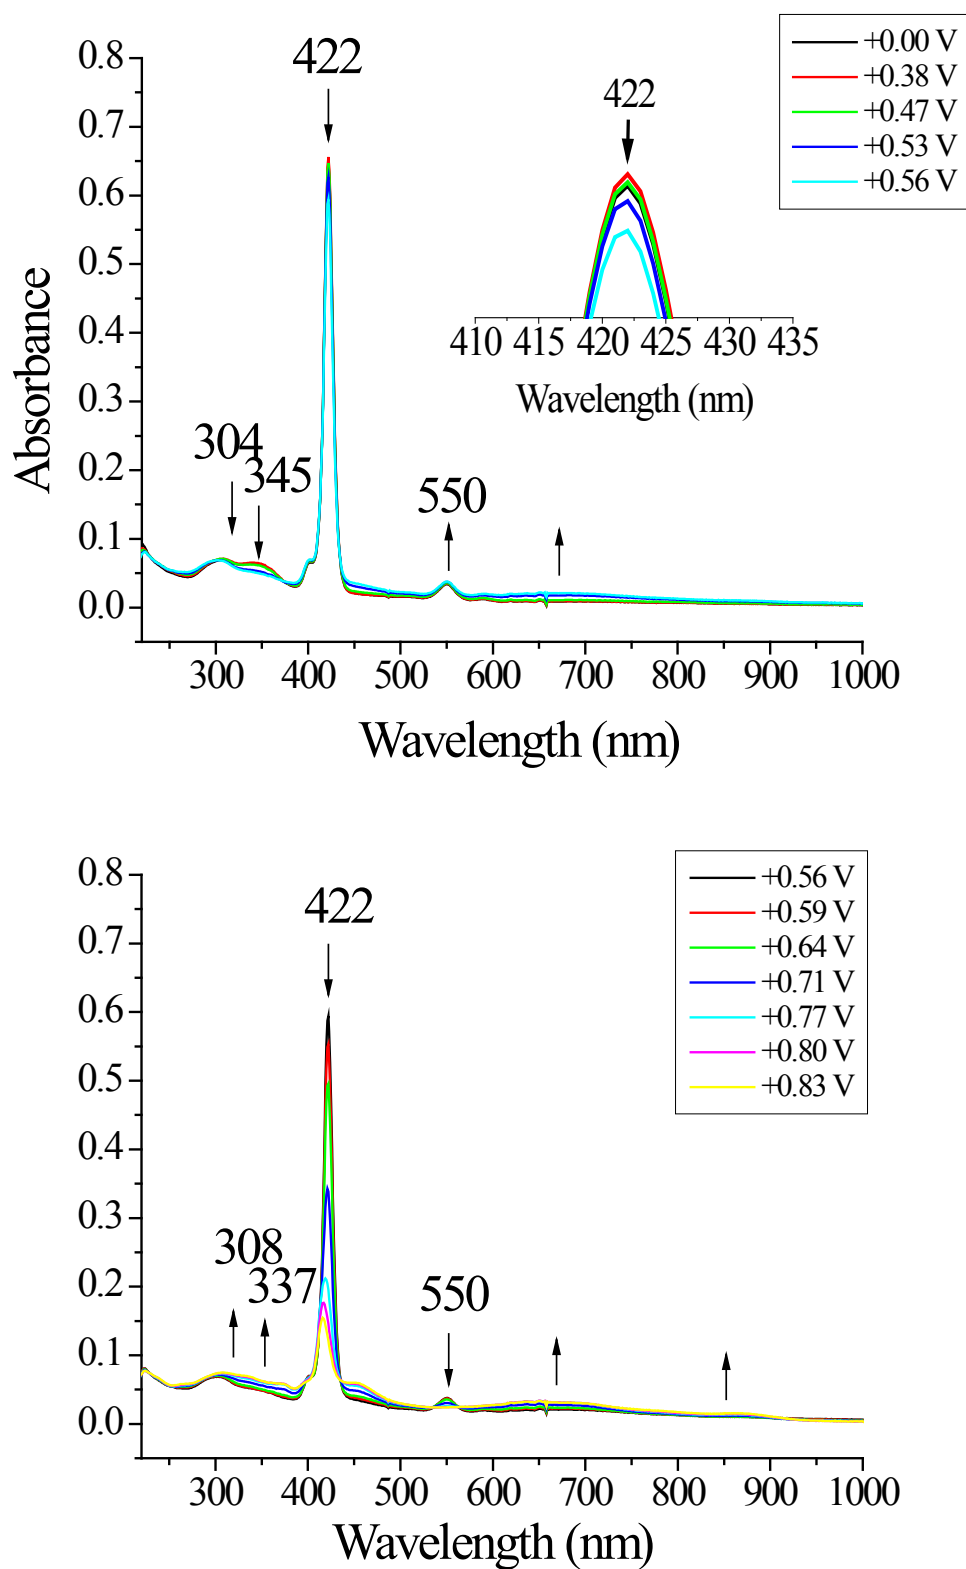 422
+0.00 V
+0.38 V
+0.47 V
+0.53 V
+0.56 V
0.8
0.7
0.6
0.5
0.4
0.3
0.2
0.1
0.0
Absorbance
422
410 415 420 425 430 435
Wavelength (nm)
304
345
550
300 400 500 600 700 800 900 1000
Wavelength (nm)
+0.56 V
+0.59 V
+0.64 V
+0.71 V
+0.77 V
+0.80 V
+0.83 V
0.8
0.7
0.6
0.5
0.4
0.3
0.2
0.1
0.0
422
308
337
550
300 400 500 600 700 800 900 1000
Wavelength (nm)